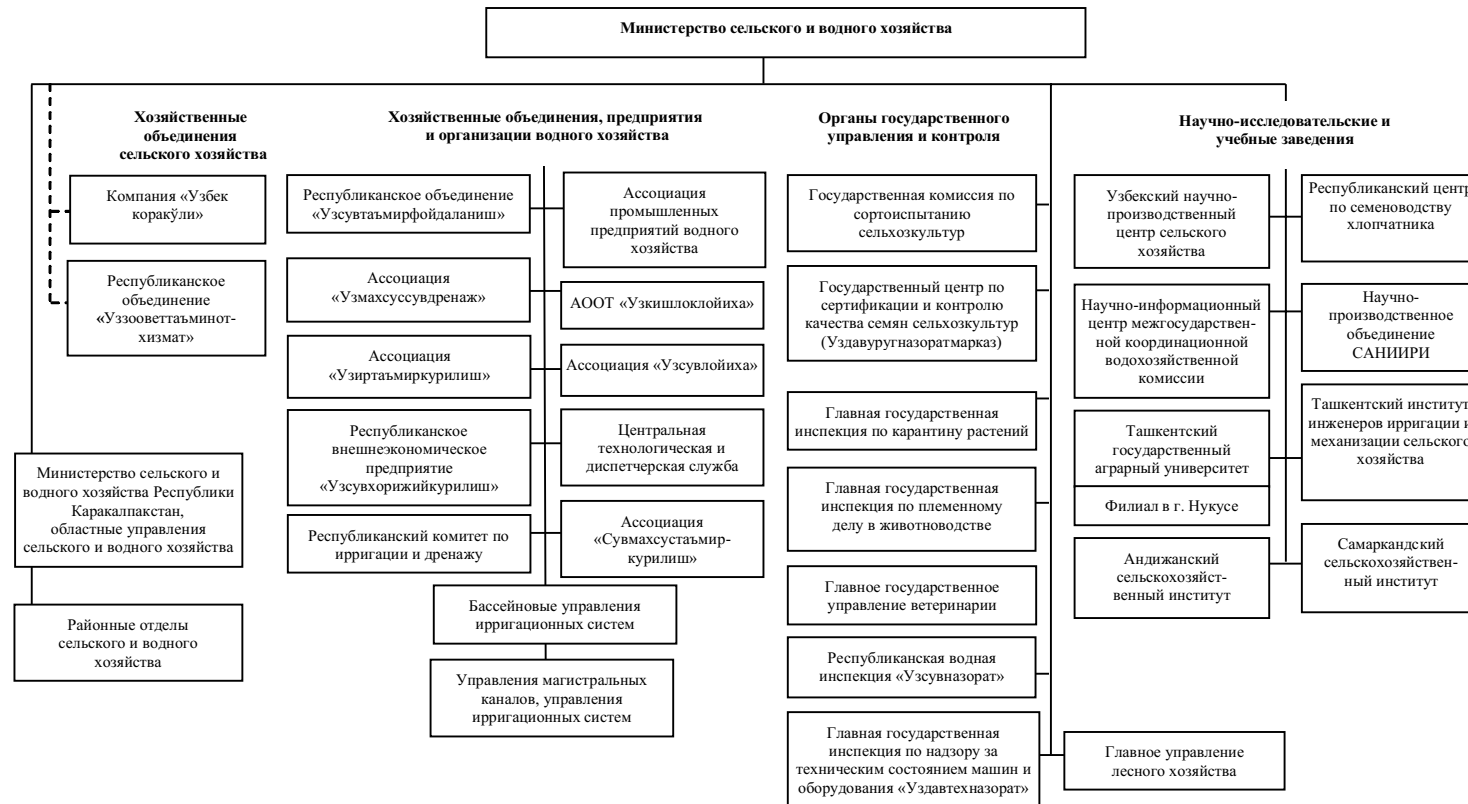 Министерство сельского и водного хозяйства
Хозяйственные
объединения
сельского хозяйства
Компания «Узбек
коракўли»
Республиканское
объединение
«Уззооветтаъминот-
хизмат»
Министерство сельского и
водного хозяйства Республики
Каракалпакстан,
областные управления
сельского и водного хозяйства
Районные отделы
сельского и водного
хозяйства
Хозяйственные объединения, предприятия
и организации водного хозяйства
Республиканское объединение
«Узсувтаъмирфойдаланиш»
Ассоциация
«Узмахсуссувдренаж»
Ассоциация
«Узиртаъмиркурилиш»
Республиканское
внешнеэкономическое
предприятие
«Узсувхорижийкурилиш»
Республиканский комитет по
ирригации и дренажу
Ассоциация
промышленных
предприятий водного
хозяйства
АООТ «Узкишлоклойиха»
Ассоциация «Узсувлойиха»
Центральная
технологическая и
диспетчерская служба
Ассоциация
«Сувмахсустаъмир-
курилиш»
Бассейновые управления
ирригационных систем
Управления магистральных
каналов, управления
ирригационных систем
Органы государственного
управления и контроля
Государственная комиссия по
сортоиспытанию
сельхозкультур
Государственный центр по
сертификации и контролю
качества семян сельхозкультур
(Уздавуругназоратмарказ)
Главная государственная
инспекция по карантину растений
Главная государственная
инспекция по племенному
делу в животноводстве
Главное государственное
управление ветеринарии
Республиканская водная
инспекция «Узсувназорат»
Главная государственная
инспекция по надзору за
техническим состоянием машин и
оборудования «Уздавтехназорат»
Главное управление
лесного хозяйства
Научно-исследовательские и
учебные заведения
Узбекский научно-
производственный
центр сельского
хозяйства
Научно-информационный
центр межгосударствен-
ной координационной
водохозяйственной
комиссии
Ташкентский
государственный
аграрный университет
Филиал в г. Нукусе
Андижанский
сельскохозяйст-
венный институт
Республиканский центр
по семеноводству
хлопчатника
Научно-
производственное
объединение
САНИИРИ
Ташкентский институт
инженеров ирригации и
механизации сельского
хозяйства
Самаркандский
сельскохозяйствен-
ный институт